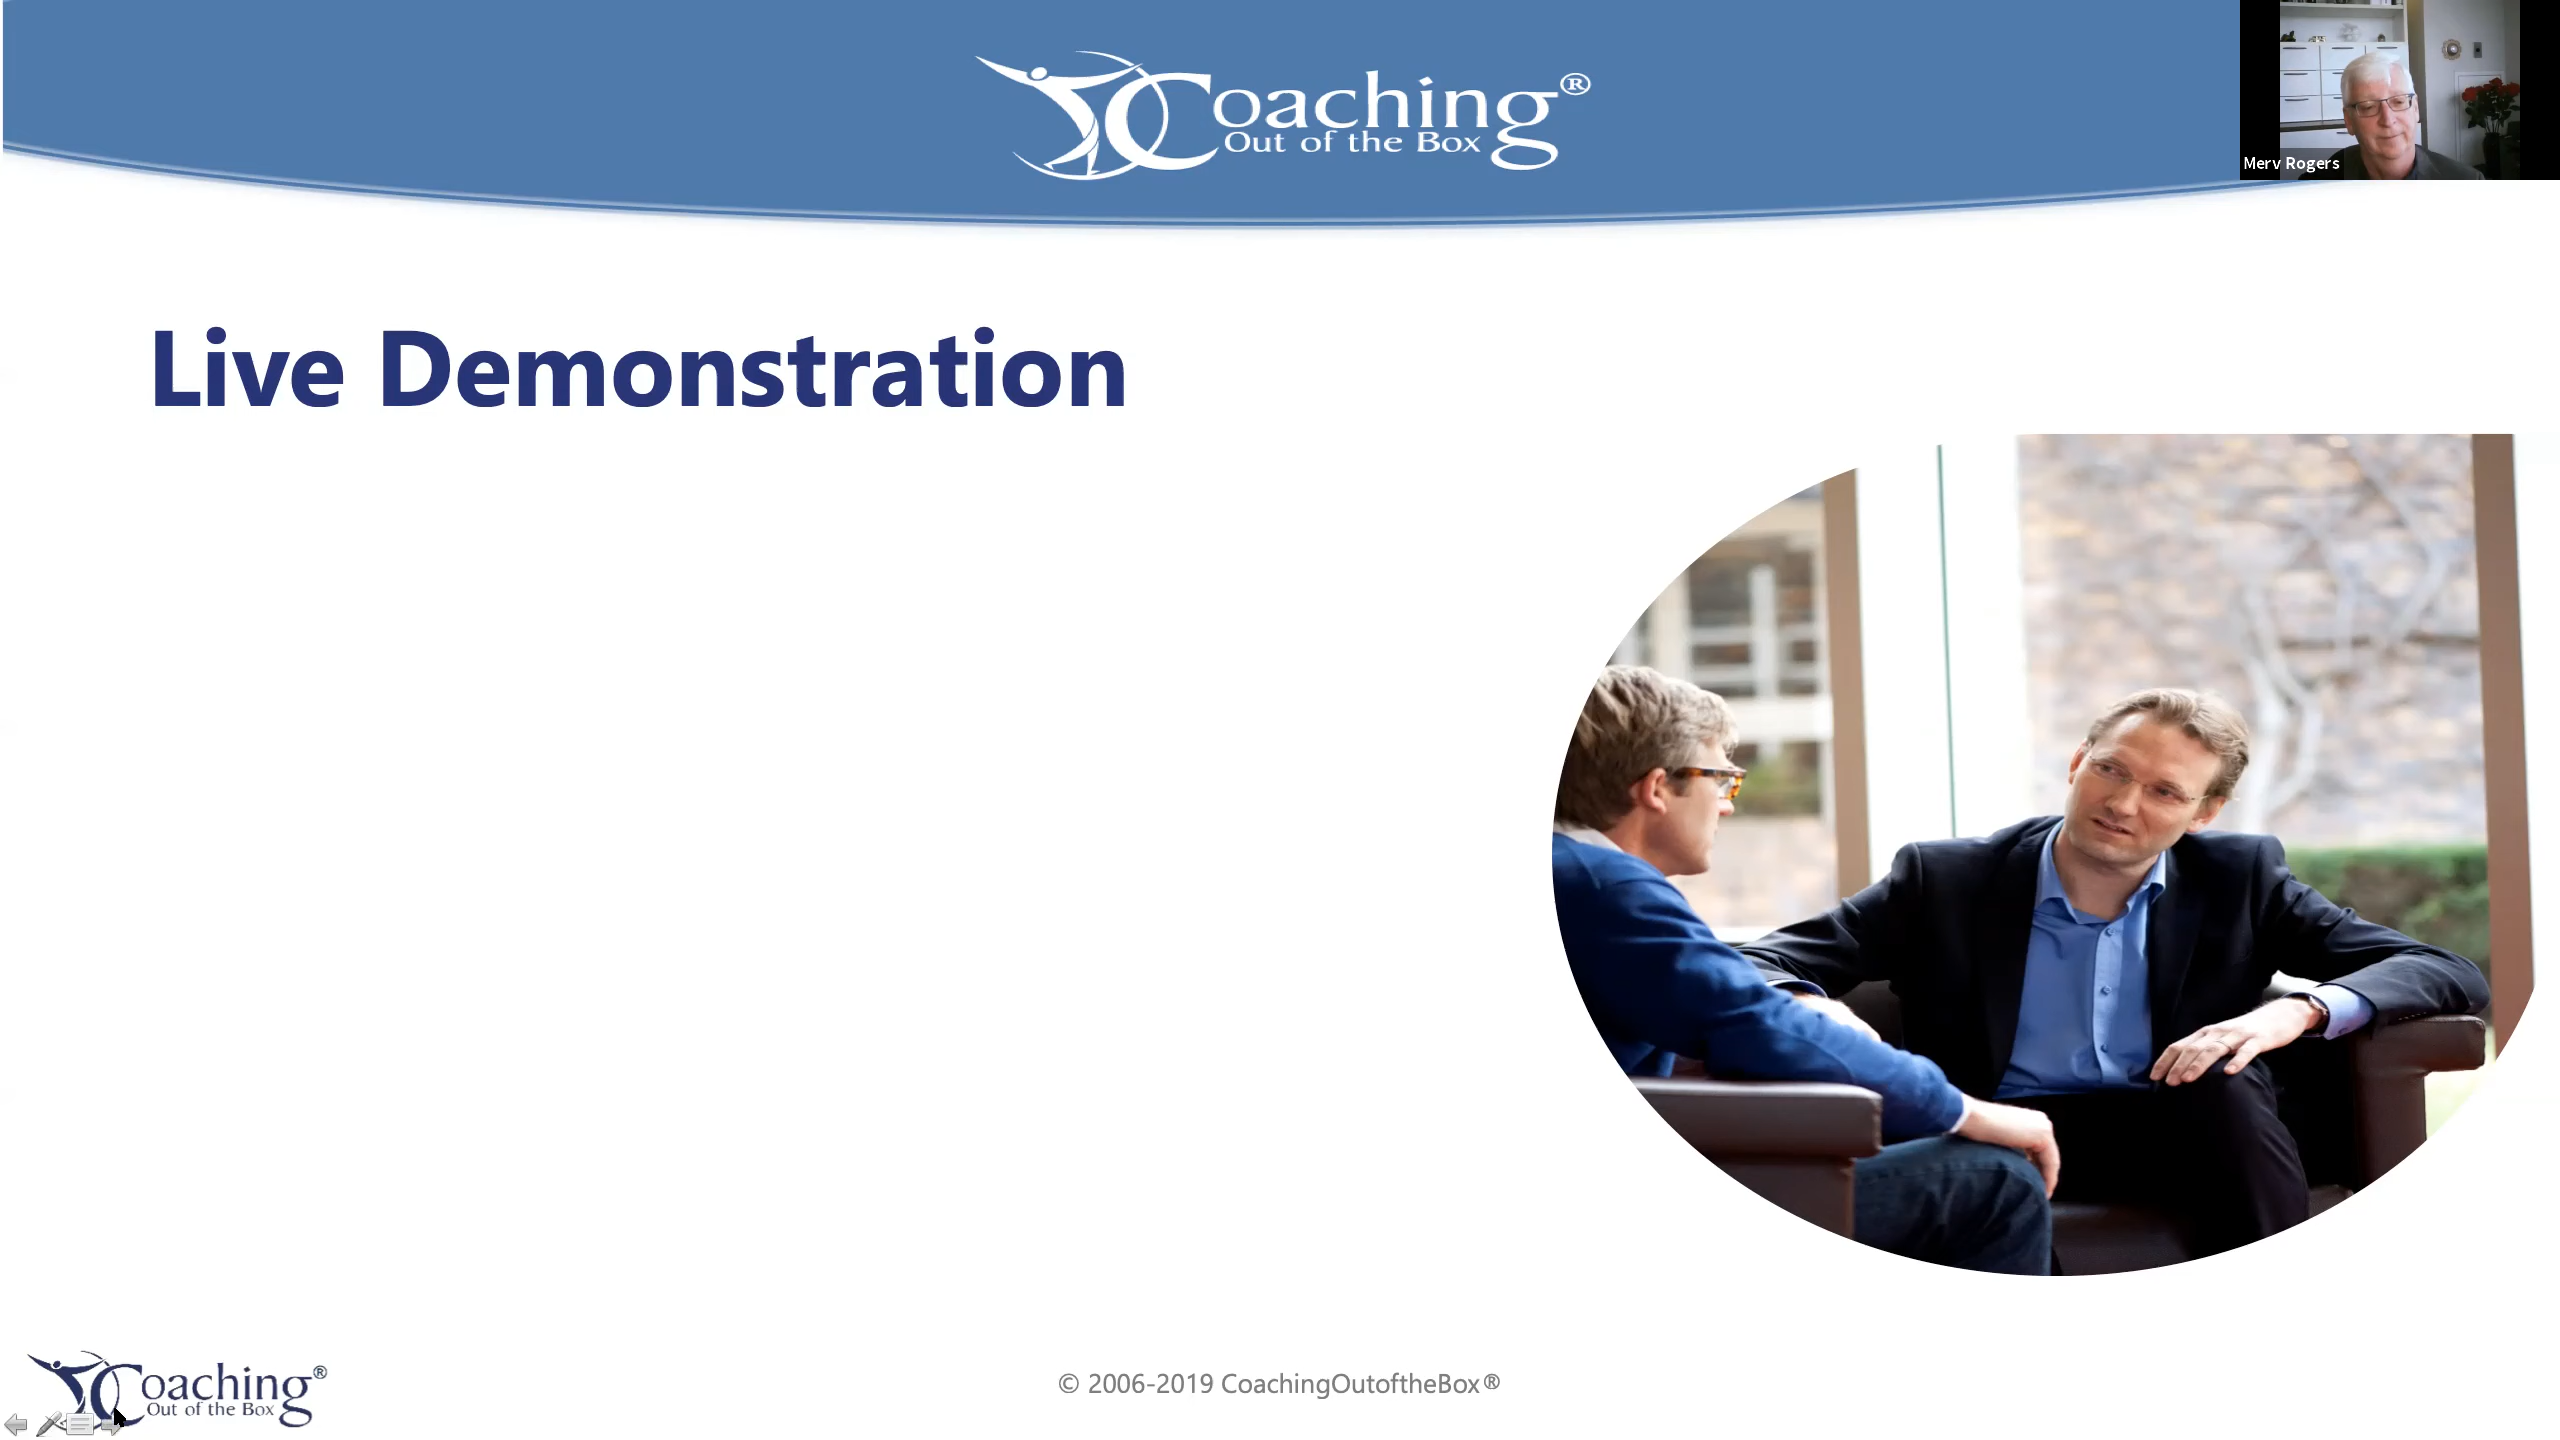 Coaching®
Out of the Box
Merv Rogers
Live Demonstration
Coaching®
Out of the Box
© 2006-2019 CoachingOutoftheBox®